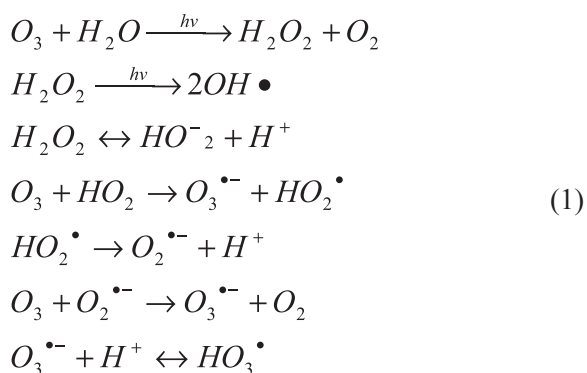 O₃ + H₂O —hv→ H₂O₂ + O₂
H₂O₂ —hv→ 2OH •
H₂O₂ ↔ HO⁻₂ + H⁺
O₃ + HO₂ → O₃•⁻ + HO₂•
(1)
HO₂• → O₂•⁻ + H⁺
O₃ + O₂•⁻ → O₃•⁻ + O₂
O₃•⁻ + H⁺ ↔ HO₃•